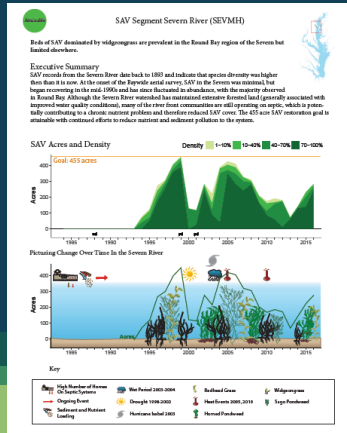 Attainable
SAV Segment Severn River (SEVMH)
Beds of SAV dominated by widgeongrass are prevalent in the Round Bay region of the Severn but
limited elsewhere.
Executive Summary
SAV records from the Severn River date back to 1893 and indicate that species diversity was higher
then than it is now. At the onset of the Baywide aerial survey, SAV in the Severn was minimal, but
began recovering in the mid-1990s and has since fluctuated in abundance, with the majority observed
in Round Bay. Although the Severn River watershed has maintained extensive forested land (generally associated with
improved water quality conditions), many of the river front communities are still operating on septic, which is poten-
tially contributing to a chronic nutrient problem and therefore reduced SAV cover. The 455 acre SAV restoration goal is
attainable with continued efforts to reduce nutrient and sediment pollution to the system.
SAV Acres and Density
Density 1-10% 10-40% 40-70% 70-100%
Goal: 455 acres
Acres
400
300
200
100
0
1985 1990 1995 2000 2005 2010 2015
Picturing Change Over Time In the Severn River
Acres
400
300
200
100
0
Acres
1985 1990 1995 2000 2005 2010 2015
Key
High Number of Homes
On Septic Systems
Ongoing Event
Sediment and Nutrient
Loading
Wet Period 2003-2004
Drought 1998-2002
Hurricane Isabel 2003
Redhead Grass
Heat Events 2005, 2010
Horned Pondweed
Widgeongrass
Sago Pondweed